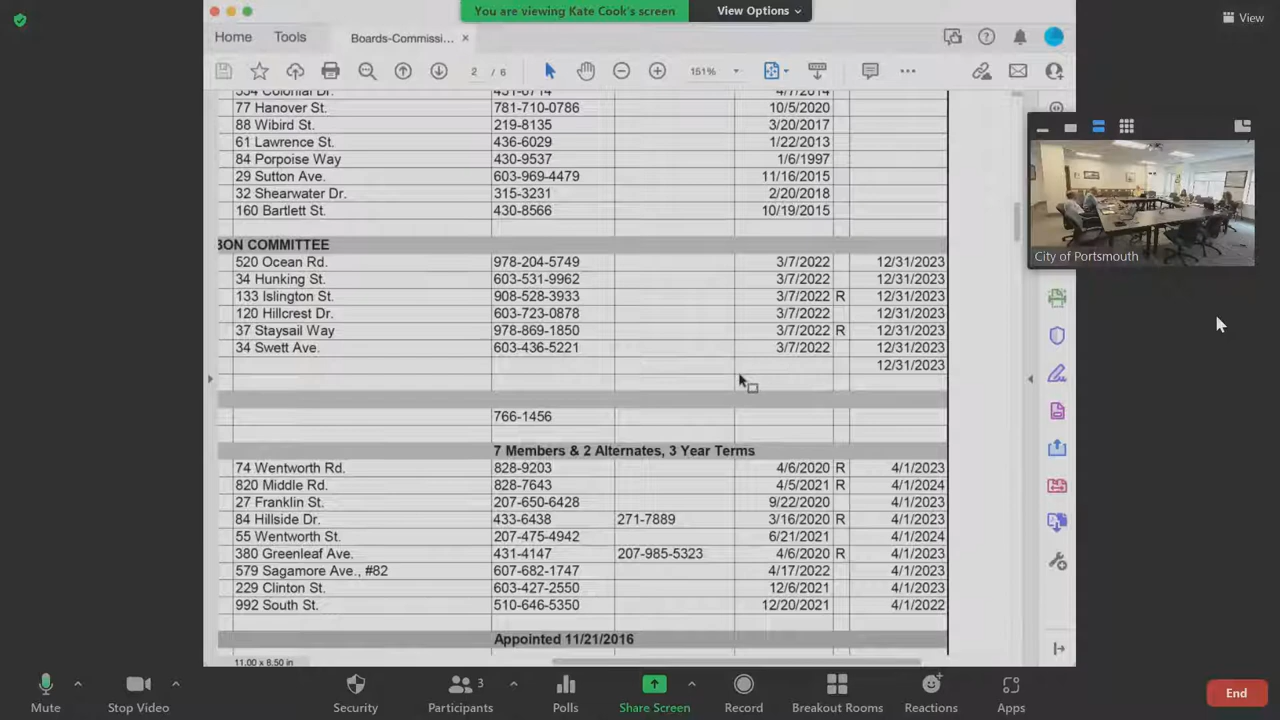 You are viewing Kate Cook's screen View Options
View
Home Tools Boards-Commissi... ×
2 / 6 151%
334 Colonial Dr. 431-6714 4/7/2014
77 Hanover St. 781-710-0786 10/5/2020
88 Wibird St. 219-8135 3/20/2017
61 Lawrence St. 436-6029 1/22/2013
84 Porpoise Way 430-9537 1/6/1997
29 Sutton Ave. 603-969-4479 11/16/2015
32 Shearwater Dr. 315-3231 2/20/2018
160 Bartlett St. 430-8566 10/19/2015
BON COMMITTEE
520 Ocean Rd. 978-204-5749 3/7/2022 12/31/2023
34 Hunking St. 603-531-9962 3/7/2022 12/31/2023
133 Islington St. 908-528-3933 3/7/2022 R 12/31/2023
120 Hillcrest Dr. 603-723-0878 3/7/2022 12/31/2023
37 Staysail Way 978-869-1850 3/7/2022 R 12/31/2023
34 Swett Ave. 603-436-5221 3/7/2022 12/31/2023
12/31/2023
766-1456
7 Members & 2 Alternates, 3 Year Terms
74 Wentworth Rd. 828-9203 4/6/2020 R 4/1/2023
820 Middle Rd. 828-7643 4/5/2021 R 4/1/2024
27 Franklin St. 207-650-6428 9/22/2020 4/1/2023
84 Hillside Dr. 433-6438 271-7889 3/16/2020 R 4/1/2023
55 Wentworth St. 207-475-4942 6/21/2021 4/1/2024
380 Greenleaf Ave. 431-4147 207-985-5323 4/6/2020 R 4/1/2023
579 Sagamore Ave., #82 607-682-1747 4/17/2022 4/1/2023
229 Clinton St. 603-427-2550 12/6/2021 4/1/2023
992 South St. 510-646-5350 12/20/2021 4/1/2022
Appointed 11/21/2016
11.00 x 8.50 in
City of Portsmouth
Mute Stop Video Security Participants 3 Polls Share Screen Record Breakout Rooms Reactions Apps End